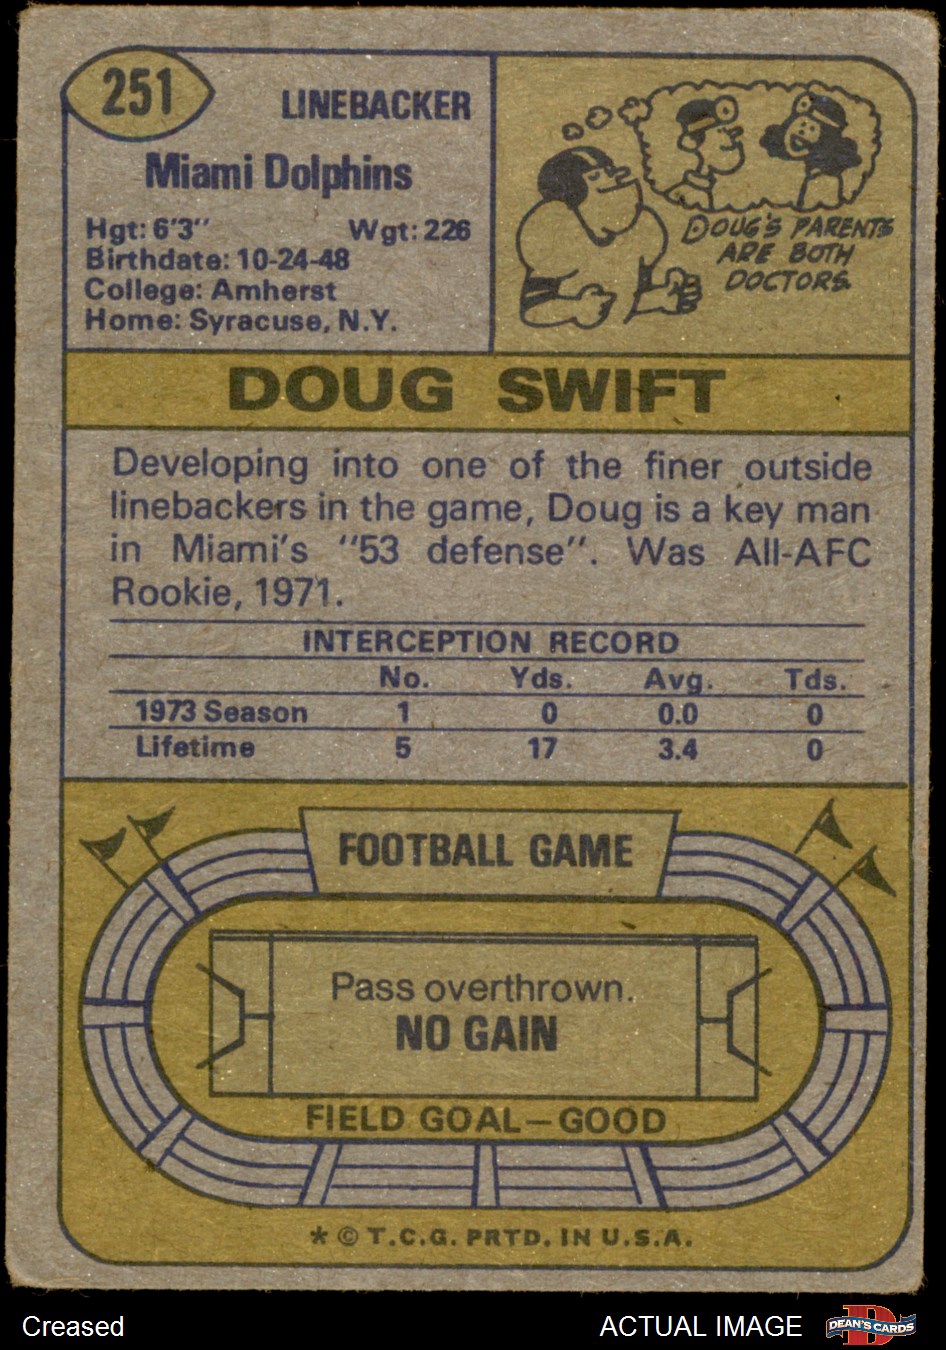 251
LINEBACKER
Miami Dolphins
Hgt: 6'3" Wgt: 226
Birthdate: 10-24-48
College: Amherst
Home: Syracuse, N.Y.
DOUG'S PARENTS
ARE BOTH
DOCTORS.
DOUG SWIFT
Developing into one of the finer outside
linebackers in the game, Doug is a key man
in Miami's "53 defense". Was All-AFC
Rookie, 1971.
INTERCEPTION RECORD
No. Yds. Avg. Tds.
1973 Season 1 0 0.0 0
Lifetime 5 17 3.4 0
FOOTBALL GAME
Pass overthrown.
NO GAIN
FIELD GOAL—GOOD
* © T.C.G. PRTD. IN U.S.A.
Creased
ACTUAL IMAGE
D
DEAN'S CARDS